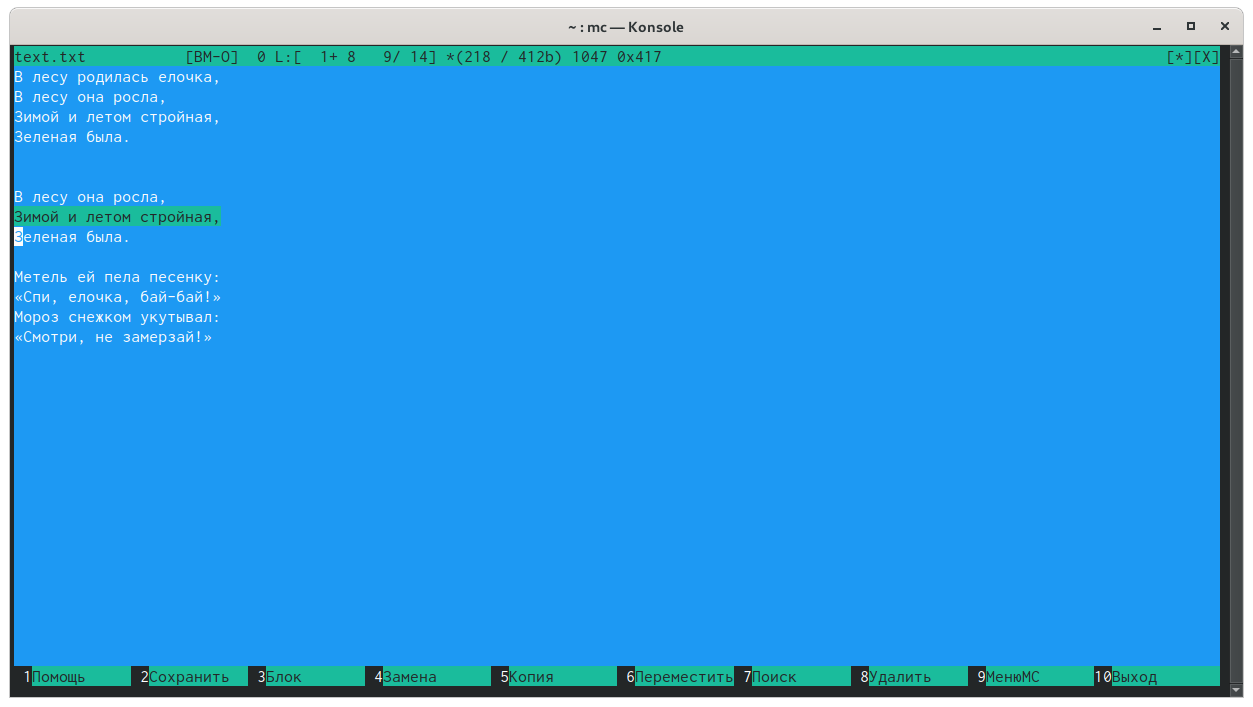 ~ : mc — Konsole
text.txt [BM-O] 0 L:[ 1+ 8 9/ 14] *(218 / 412b) 1047 0x417 [*][X]
В лесу родилась елочка,
В лесу она росла,
Зимой и летом стройная,
Зеленая была.
В лесу она росла,
Зимой и летом стройная,
Зеленая была.
Метель ей пела песенку:
«Спи, елочка, бай-бай!»
Мороз снежком укутывал:
«Смотри, не замерзай!»
1Помощь 2Сохранить 3Блок 4Замена 5Копия 6Переместить 7Поиск 8Удалить 9МенюМС 10Выход